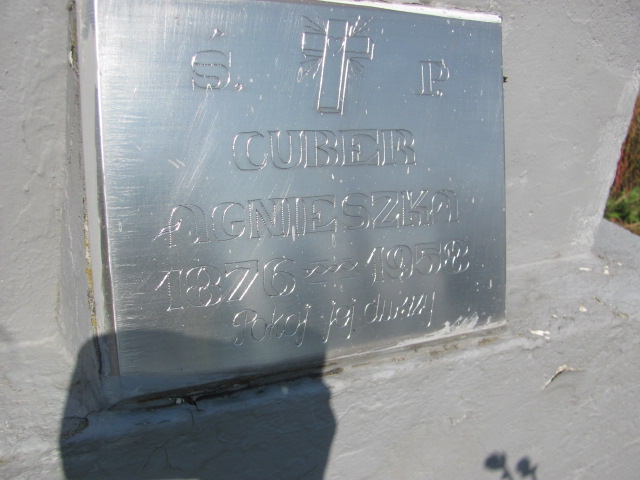 Ś. P.
CUBER
AGNIESZKA
1876 ~ 1958
Pokój jej duszy